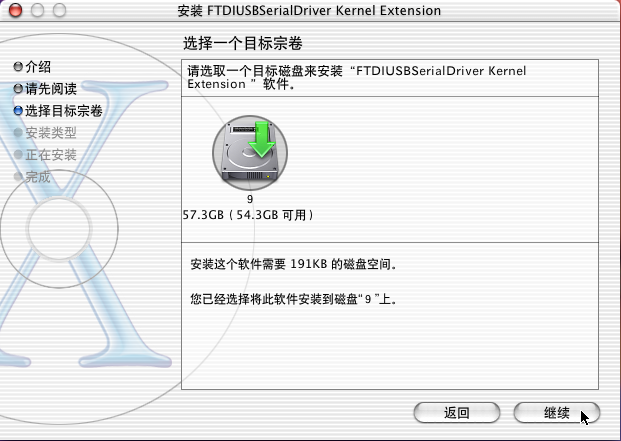 安装 FTDIUSBSerialDriver Kernel Extension
选择一个目标宗卷
介绍
请先阅读
选择目标宗卷
安装类型
正在安装
完成
请选取一个目标磁盘来安装 “FTDIUSBSerialDriver Kernel
Extension ” 软件。
9
57.3GB ( 54.3GB 可用 )
安装这个软件需要 191KB 的磁盘空间。
您已经选择将此软件安装到磁盘“9”上。
返回
继续